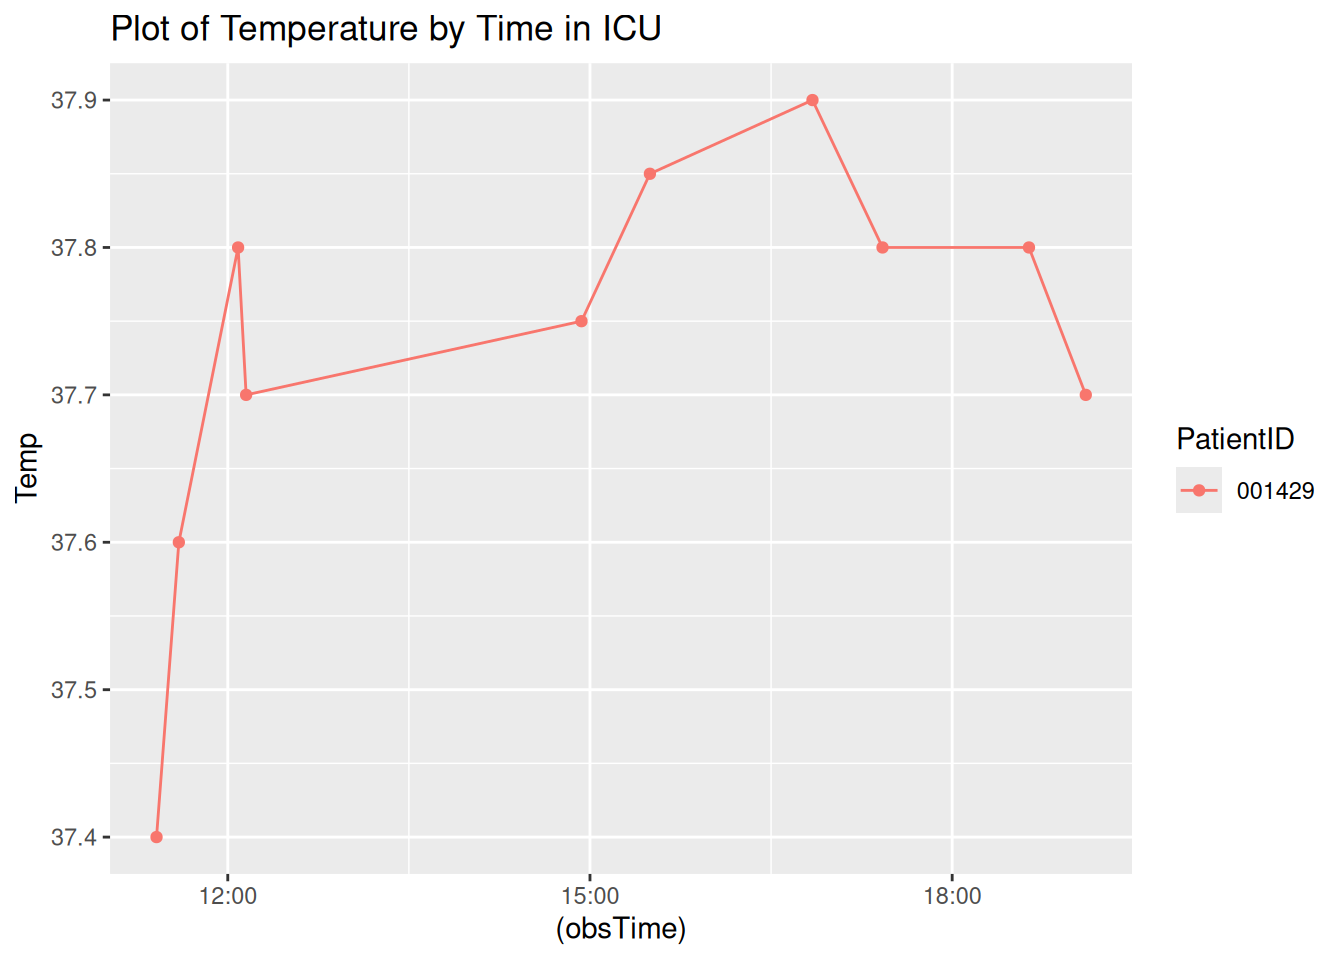 Plot of Temperature by Time in ICU
37.9
37.8
37.7
37.6
37.5
37.4
Temp
12:00 15:00 18:00
(obsTime)
PatientID
001429